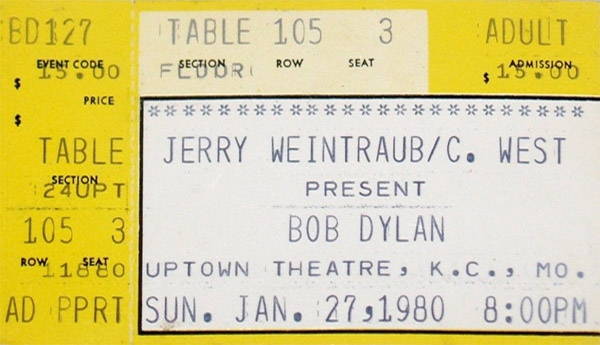 BD127
EVENT CODE
$ 15.00
PRICE
$
TABLE
SECTION
24UPT
105 3
ROW SEAT
11880
AD PPRT
TABLE 105 3 ADULT
SECTION ROW SEAT ADMISSION
$ 15.00
JERRY WEINTRAUB/C. WEST
PRESENT
BOB DYLAN
UPTOWN THEATRE, K.C., MO.
SUN. JAN. 27,1980 8:00PM